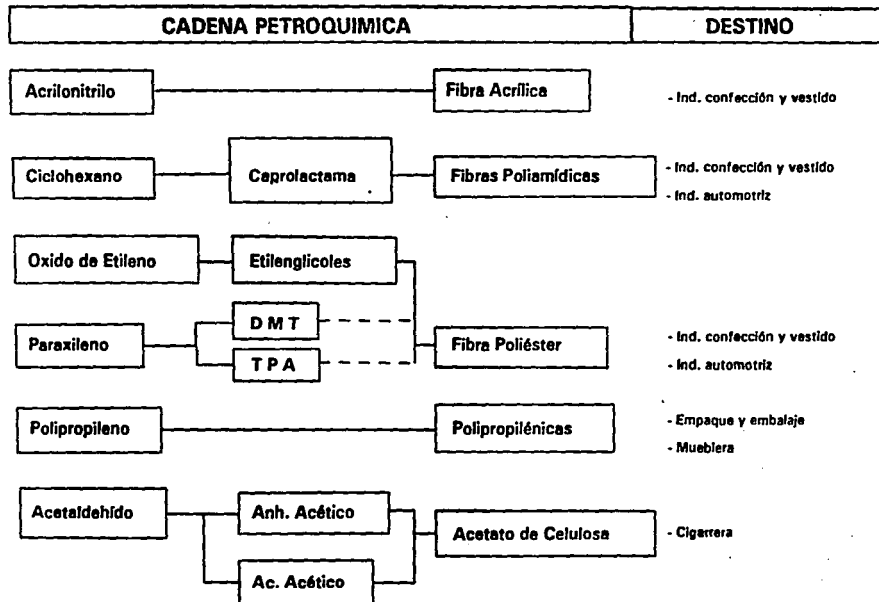 CADENA PETROQUIMICA DESTINO
Acrilonitrilo Fibra Acrílica - Ind. confección y vestido
Ciclohexano Caprolactama Fibras Poliamídicas - Ind. confección y vestido
- Ind. automotriz
Oxido de Etileno Etilenglicoles
DMT
Paraxileno Fibra Poliéster - Ind. confección y vestido
TPA - Ind. automotriz
Polipropileno Polipropilénicas - Empaque y embalaje
- Mueblera
Acetaldehído Anh. Acético
Acetato de Celulosa - Cigarrera
Ac. Acético